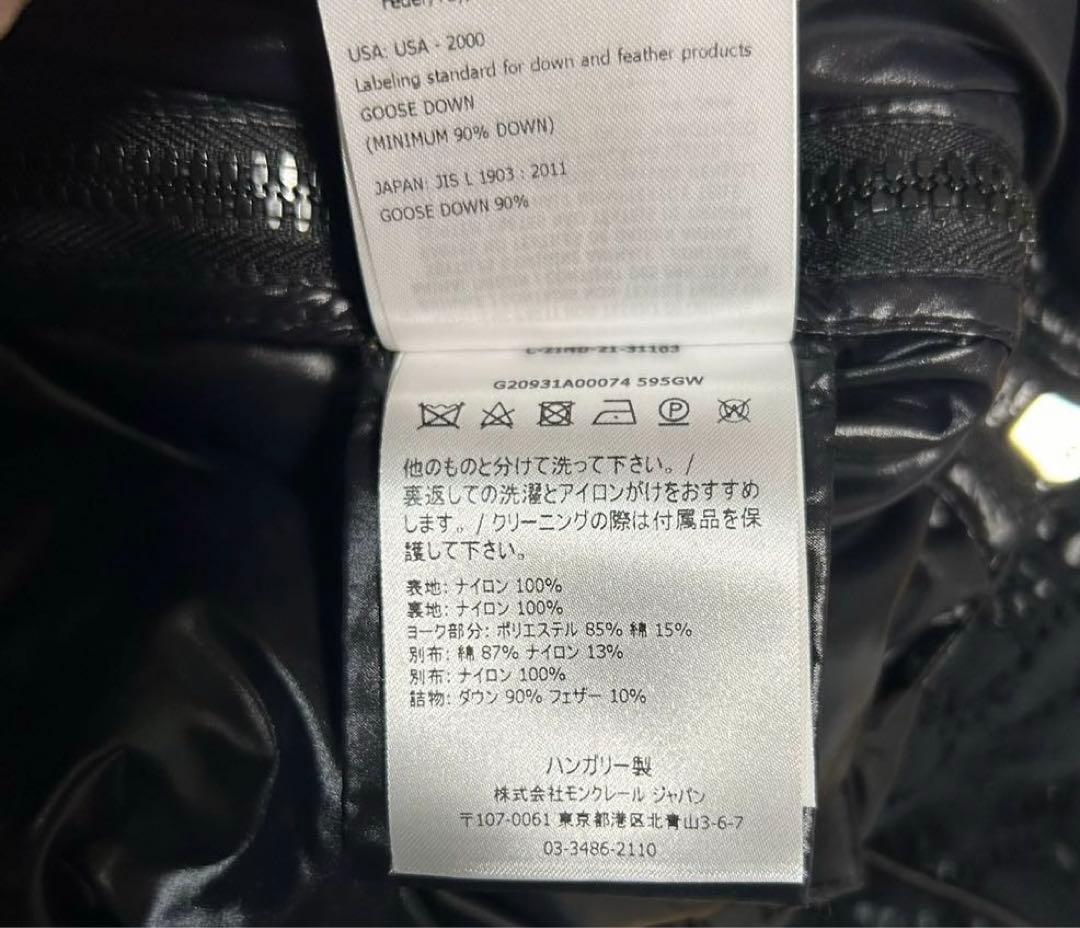 USA: USA - 2000
Labeling standard for down and feather products
GOOSE DOWN
(MINIMUM 90% DOWN)
JAPAN: JIS L 1903 : 2011
GOOSE DOWN 90%
G20931A00074 595GW
P
W
他のものと分けて洗って下さい。/
裏返しての洗濯とアイロンがけをおすすめ
します。/ クリーニングの際は付属品を保
護して下さい。
表地: ナイロン 100%
裏地: ナイロン 100%
ヨーク部分: ポリエステル 85% 綿 15%
別布: 綿 87% ナイロン 13%
別布: ナイロン 100%
詰物: ダウン 90% フェザー 10%
ハンガリー製
株式会社モンクレール ジャパン
〒107-0061 東京都港区北青山3-6-7
03-3486-2110